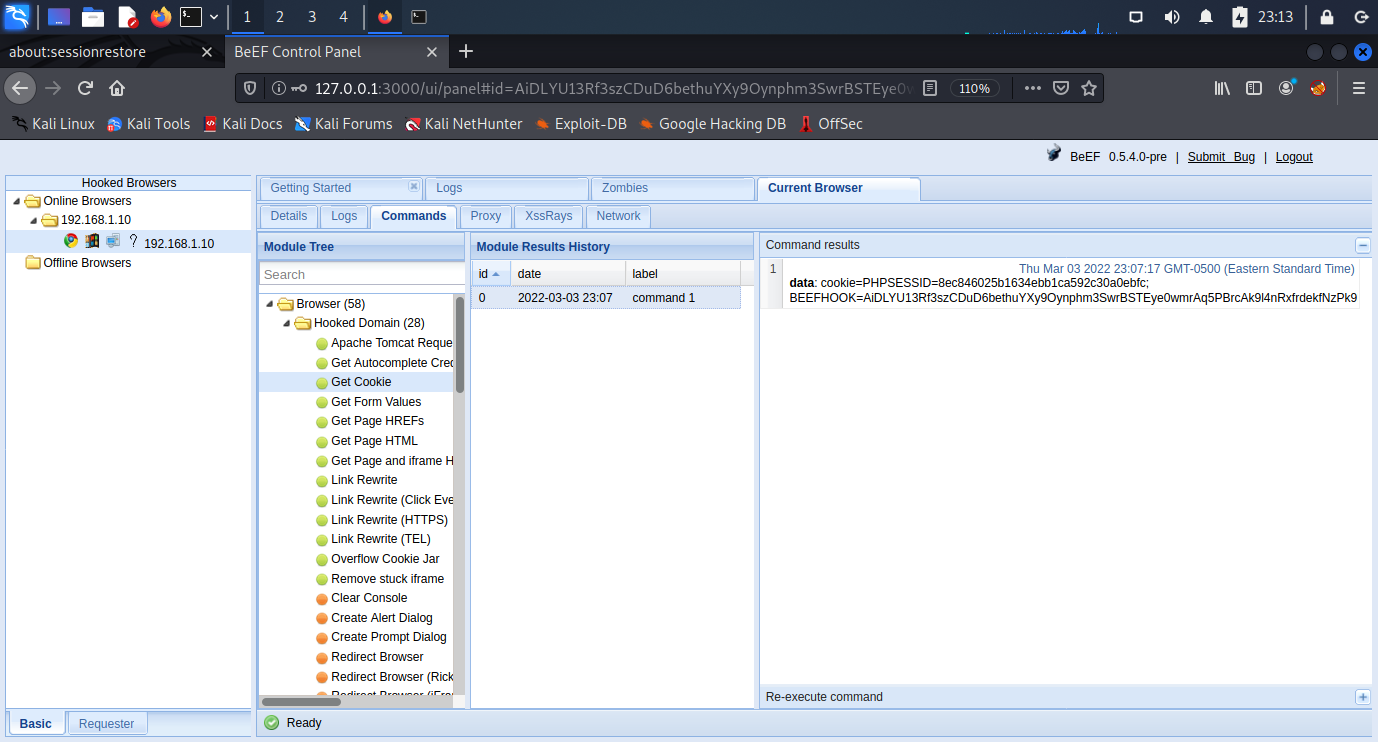 1 2 3 4 23:13
about:sessionrestore BeEF Control Panel
127.0.0.1:3000/ui/panel#id=AiDLYU13Rf3szCDuD6bethuYXy9Oynphm3SwrBSTEye0w 110%
Kali Linux Kali Tools Kali Docs Kali Forums Kali NetHunter Exploit-DB Google Hacking DB OffSec
BeEF 0.5.4.0-pre | Submit Bug | Logout
Hooked Browsers
Online Browsers
192.168.1.10
192.168.1.10
Offline Browsers
Basic Requester
Getting Started Logs Zombies Current Browser
Details Logs Commands Proxy XssRays Network
Module Tree
Search
Browser (58)
Hooked Domain (28)
Apache Tomcat Reque
Get Autocomplete Cred
Get Cookie
Get Form Values
Get Page HREFs
Get Page HTML
Get Page and iframe H
Link Rewrite
Link Rewrite (Click Eve
Link Rewrite (HTTPS)
Link Rewrite (TEL)
Overflow Cookie Jar
Remove stuck iframe
Clear Console
Create Alert Dialog
Create Prompt Dialog
Redirect Browser
Redirect Browser (Rick
Redirect Browser (iFra
Module Results History
id date label
0 2022-03-03 23:07 command 1
Command results
1 Thu Mar 03 2022 23:07:17 GMT-0500 (Eastern Standard Time)
data: cookie=PHPSESSID=8ec846025b1634ebb1ca592c30a0ebfc;
BEEFHOOK=AiDLYU13Rf3szCDuD6bethuYXy9Oynphm3SwrBSTEye0wmrAq5PBrcAk9l4nRxfrdekfNzPk9
Re-execute command
Ready